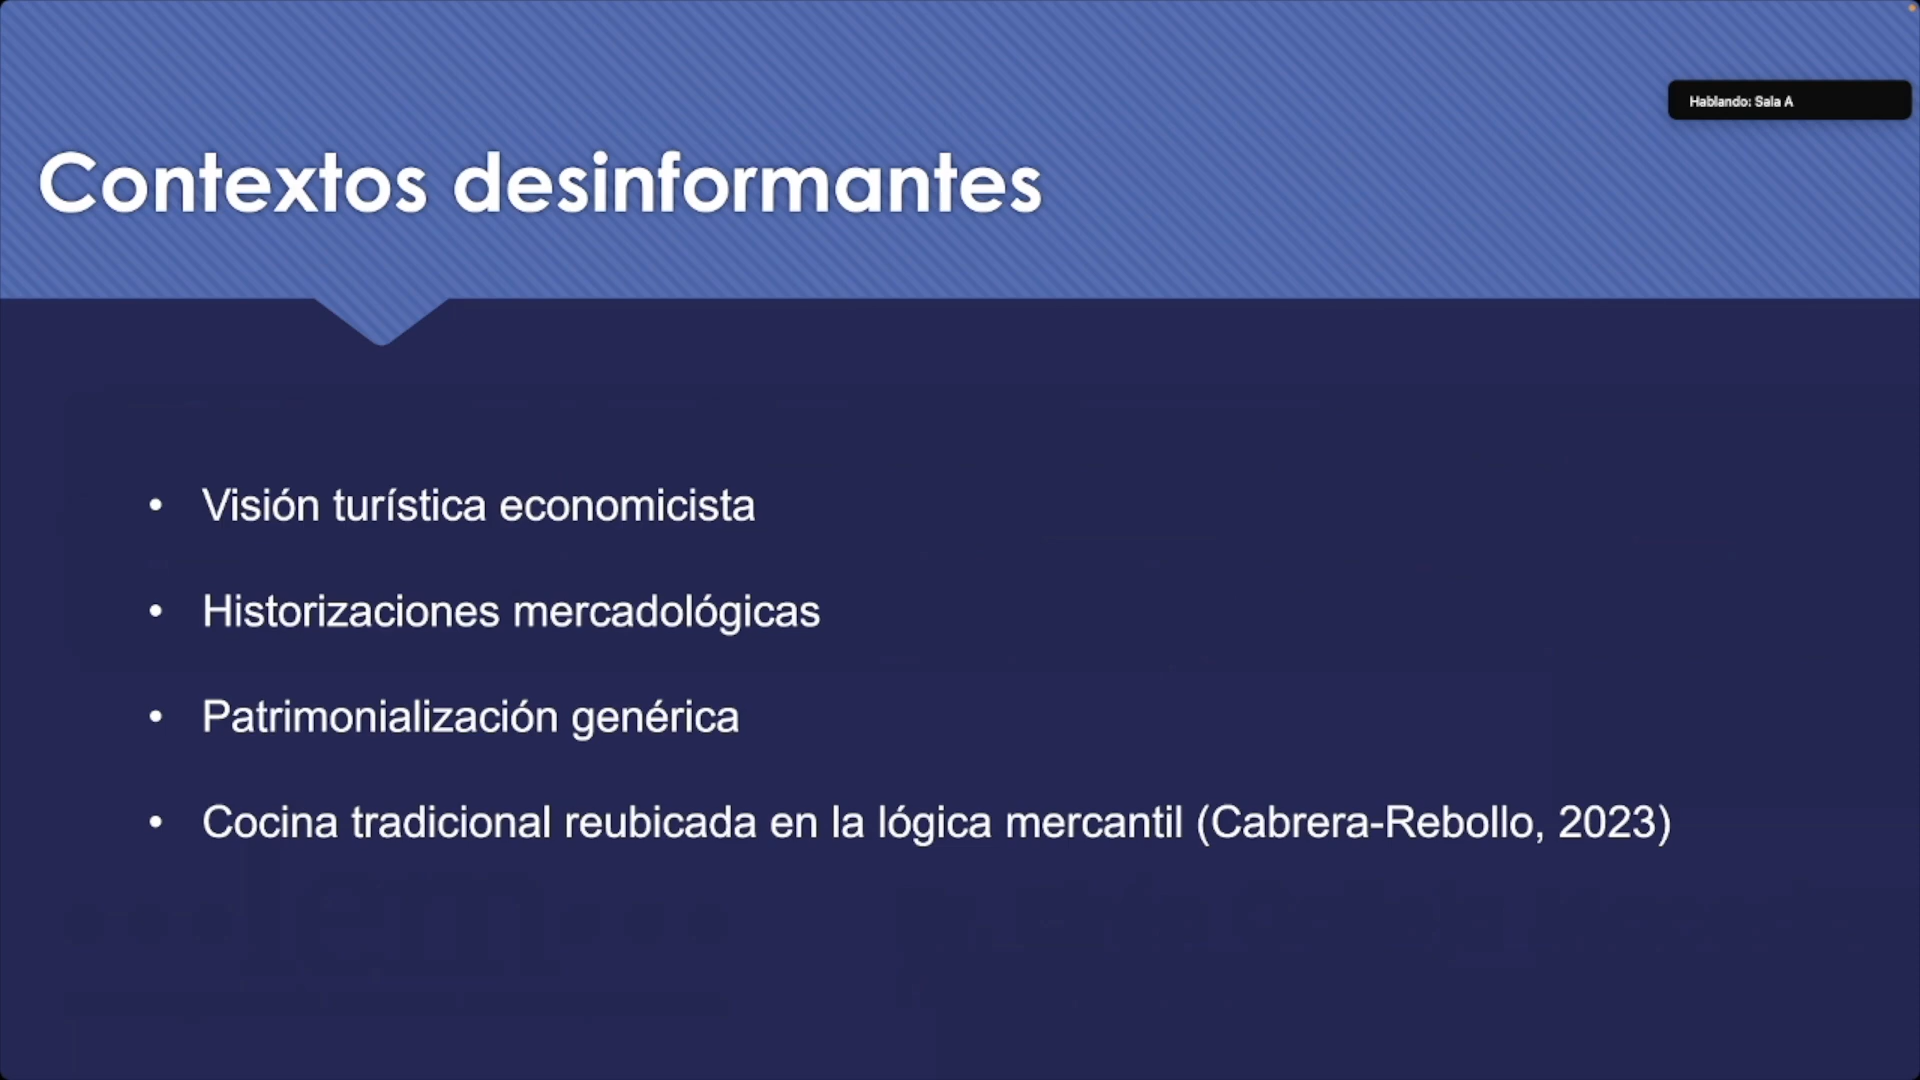 Hablando: Sala A
Contextos desinformantes
• Visión turística economicista
• Historizaciones mercadológicas
• Patrimonialización genérica
• Cocina tradicional reubicada en la lógica mercantil (Cabrera-Rebollo, 2023)